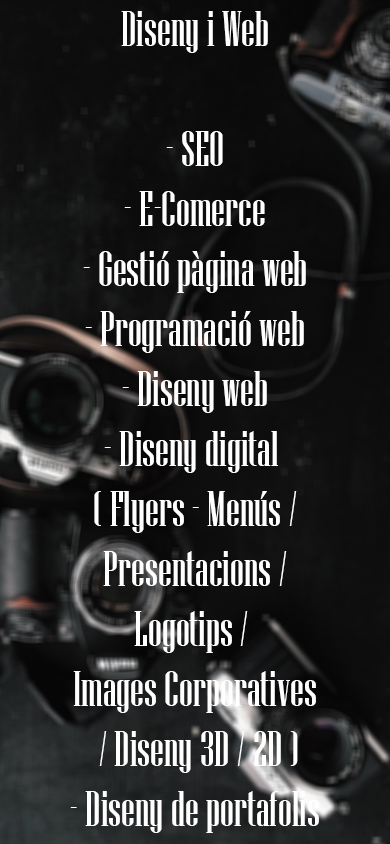 Diseny i Web
- SEO
- E-Comerce
- Gestió pàgina web
- Programació web
- Diseny web
- Diseny digital
( Flyers - Menús /
Presentacions /
Logotips /
Images Corporatives
/ Diseny 3D / 2D )
- Diseny de portafolis